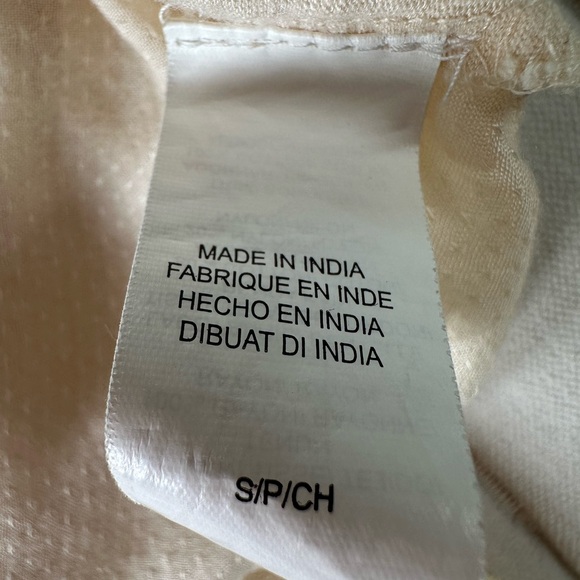 MADE IN INDIA
FABRIQUE EN INDE
HECHO EN INDIA
DIBUAT DI INDIA
S/P/CH